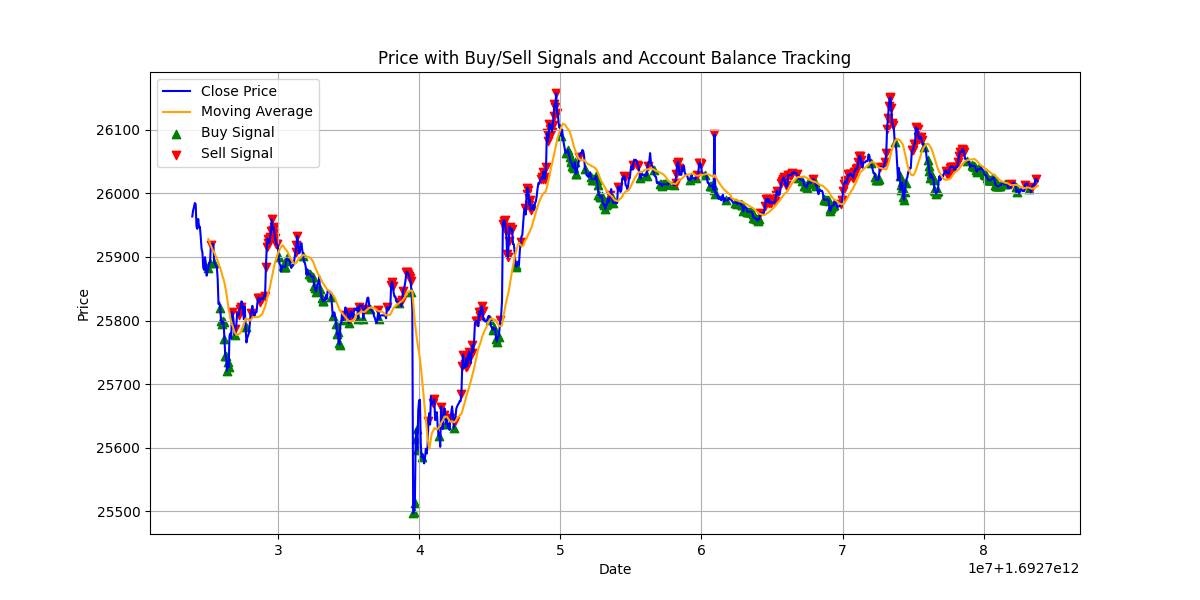 Price with Buy/Sell Signals and Account Balance Tracking
Close Price
Moving Average
Buy Signal
Sell Signal
Price
26100
26000
25900
25800
25700
25600
25500
3 4 5 6 7 8
Date
1e7+1.6927e12